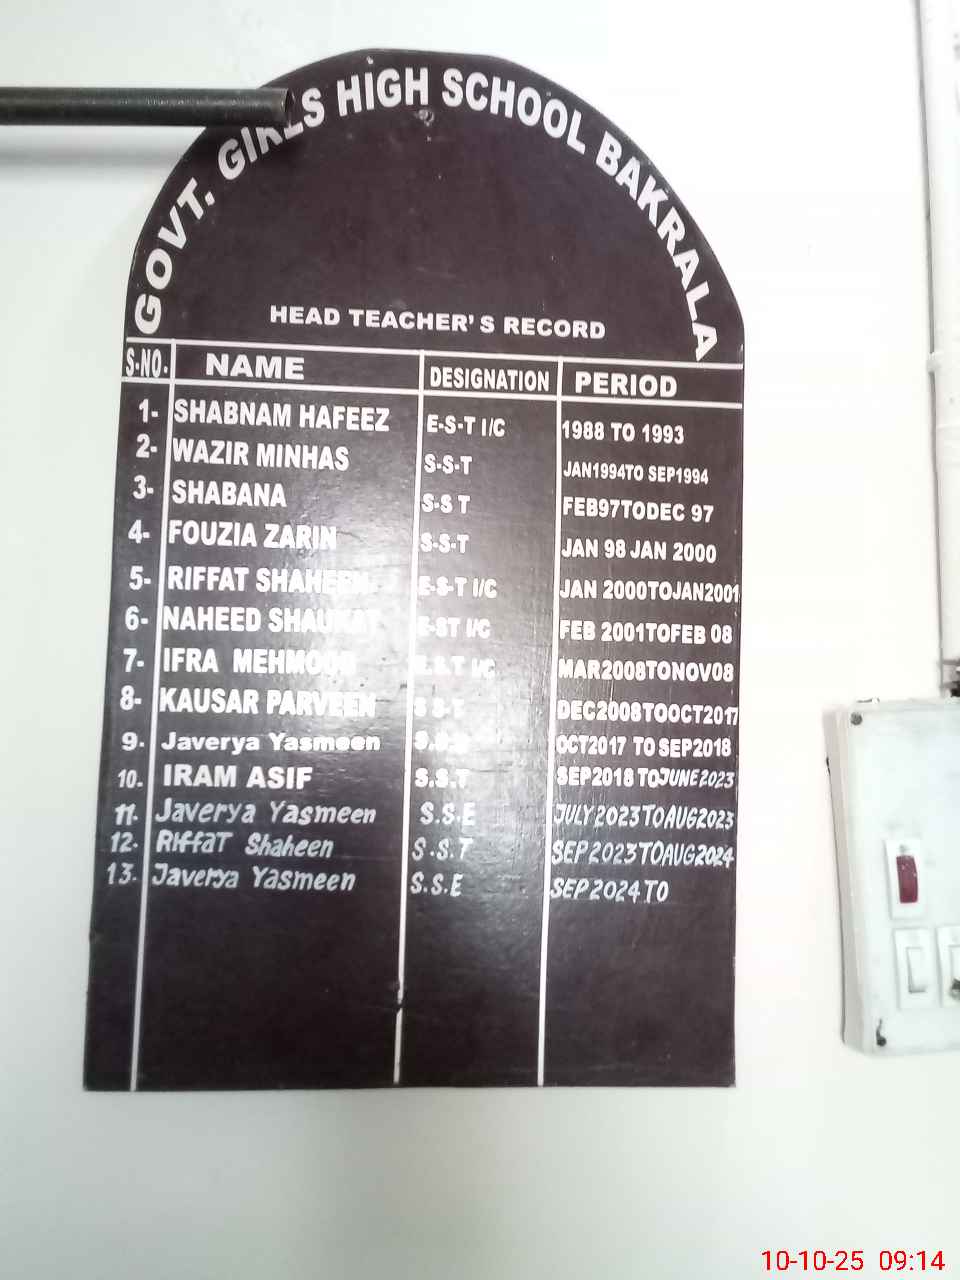 GOVT. GIRLS HIGH SCHOOL BAKRALA
HEAD TEACHER'S RECORD
S-NO. NAME DESIGNATION PERIOD
1- SHABNAM HAFEEZ E-S-T I/C 1988 TO 1993
2- WAZIR MINHAS S-S-T JAN1994TO SEP1994
3- SHABANA S-S T FEB97TODEC 97
4- FOUZIA ZARIN S-S-T JAN 98 JAN 2000
5- RIFFAT SHAHEEN E-S-T I/C JAN 2000TOJAN2001
6- NAHEED SHAUKAT E-ST I/C FEB 2001TOFEB 08
7- IFRA MEHMOOD I/C MAR2008TONOV08
8- KAUSAR PARVEEN S S-T DEC2008TOOCT2017
9. Javerya Yasmeen OCT2017 TO SEP2018
10. IRAM ASIF S.S.T SEP2018 TOJUNE2023
11. Javerya Yasmeen S.S.E JULY2023TOAUG2023
12. Riffat Shaheen S.S.T SEP2023TOAUG2024
13. Javerya Yasmeen S.S.E SEP2024 TO
10-10-25 09:14